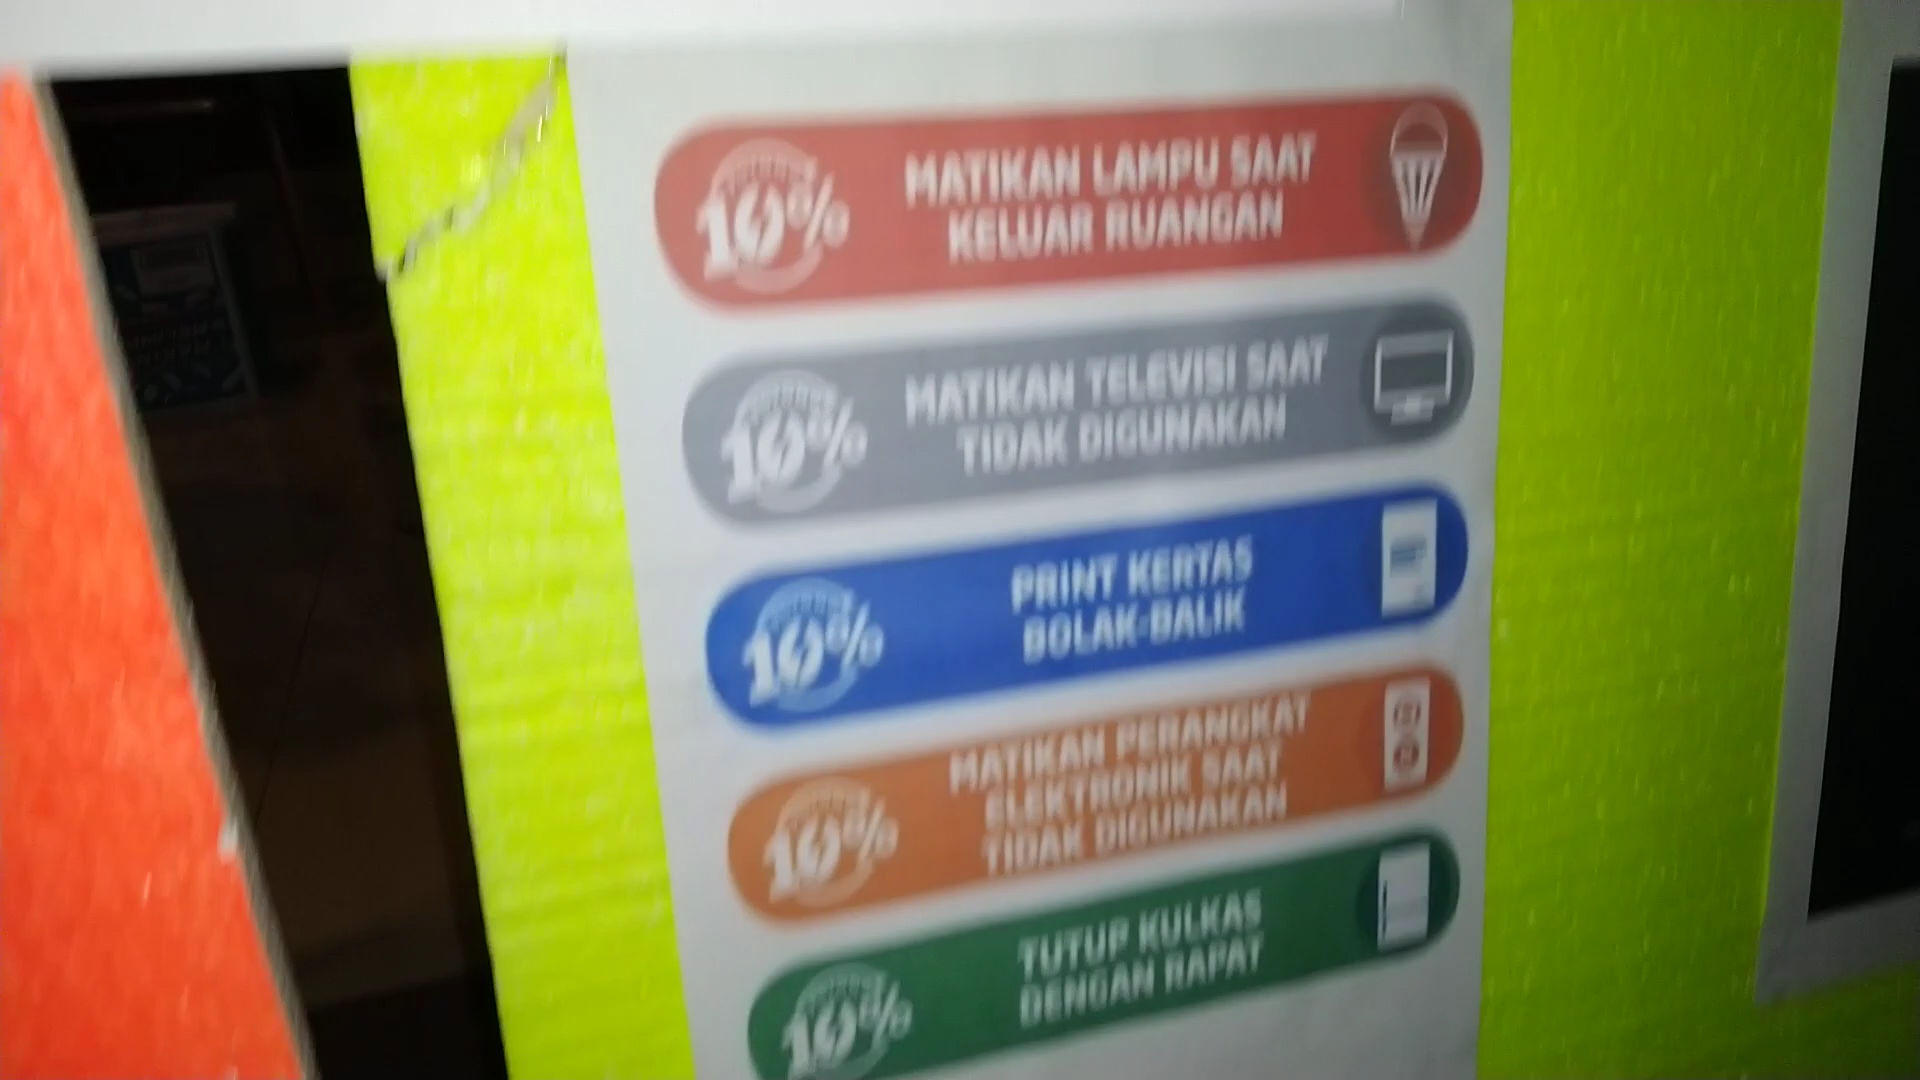 10%
MATIKAN LAMPU SAAT
KELUAR RUANGAN
10%
MATIKAN TELEVISI SAAT
TIDAK DIGUNAKAN
10%
PRINT KERTAS
BOLAK-BALIK
10%
MATIKAN PERANGKAT
ELEKTRONIK SAAT
TIDAK DIGUNAKAN
10%
TUTUP KULKAS
DENGAN RAPAT